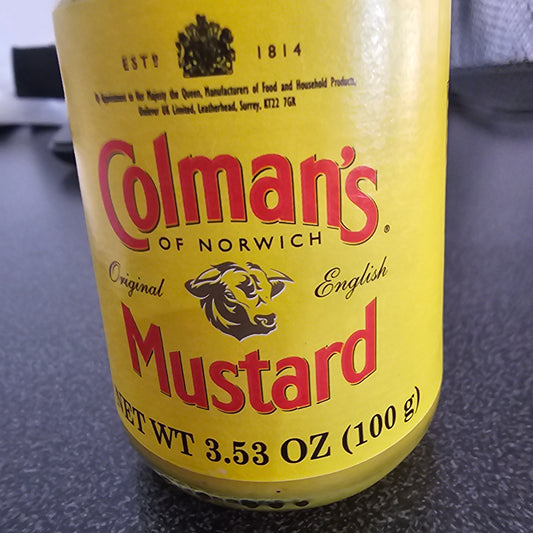 ESTD 1814
By Appointment to Her Majesty the Queen, Manufacturers of Food and Household Products,
Unilever UK Limited, Leatherhead, Surrey, KT22 7GR
Colman's®
OF NORWICH
Original English
Mustard
NET WT 3.53 OZ (100 g)